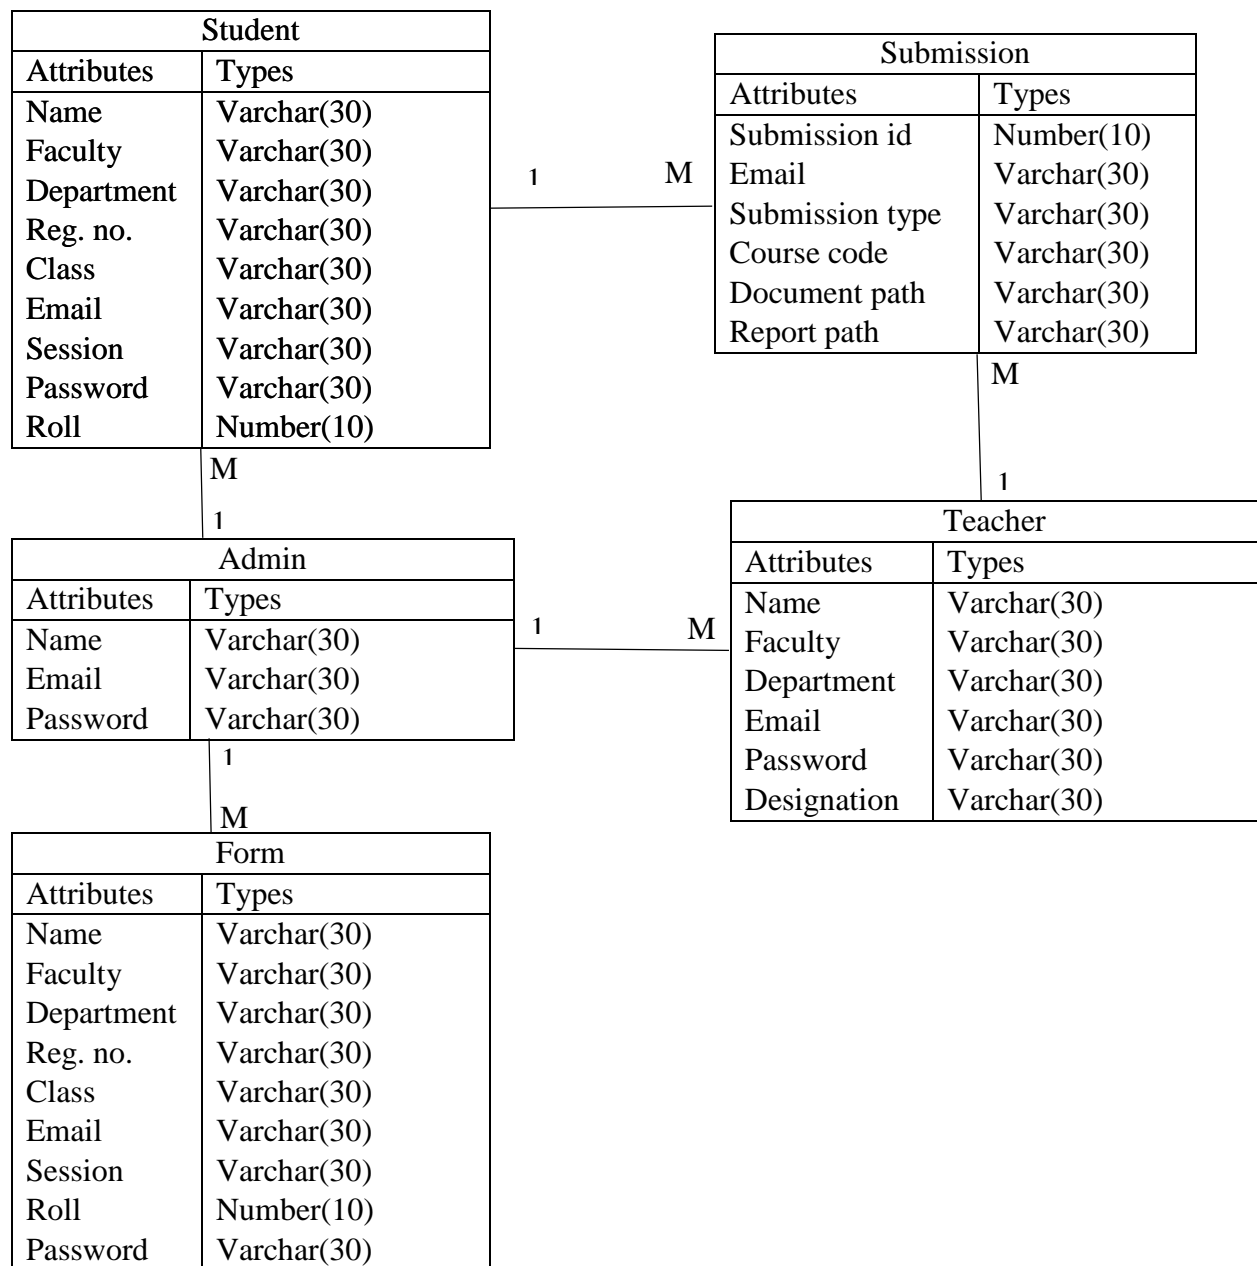 Student
Attributes Types
Name Varchar(30)
Faculty Varchar(30)
Department Varchar(30)
Reg. no. Varchar(30)
Class Varchar(30)
Email Varchar(30)
Session Varchar(30)
Password Varchar(30)
Roll Number(10)
1 M
Submission
Attributes Types
Submission id Number(10)
Email Varchar(30)
Submission type Varchar(30)
Course code Varchar(30)
Document path Varchar(30)
Report path Varchar(30)
M
1
M
1
Admin
Attributes Types
Name Varchar(30)
Email Varchar(30)
Password Varchar(30)
1 M
Teacher
Attributes Types
Name Varchar(30)
Faculty Varchar(30)
Department Varchar(30)
Email Varchar(30)
Password Varchar(30)
Designation Varchar(30)
1
M
Form
Attributes Types
Name Varchar(30)
Faculty Varchar(30)
Department Varchar(30)
Reg. no. Varchar(30)
Class Varchar(30)
Email Varchar(30)
Session Varchar(30)
Roll Number(10)
Password Varchar(30)